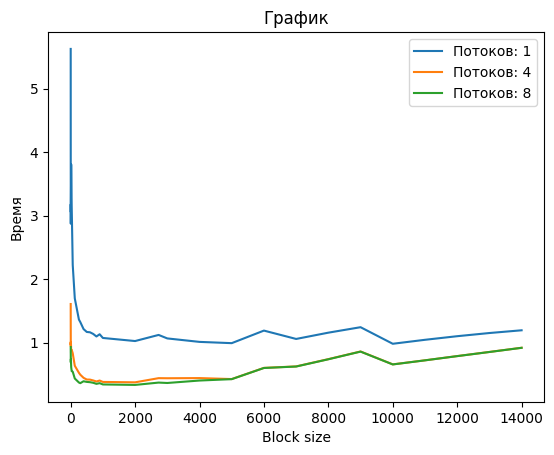 График
Потоков: 1
Потоков: 4
Потоков: 8
Время
5
4
3
2
1
0
2000
4000
6000
8000
10000
12000
14000
Block size